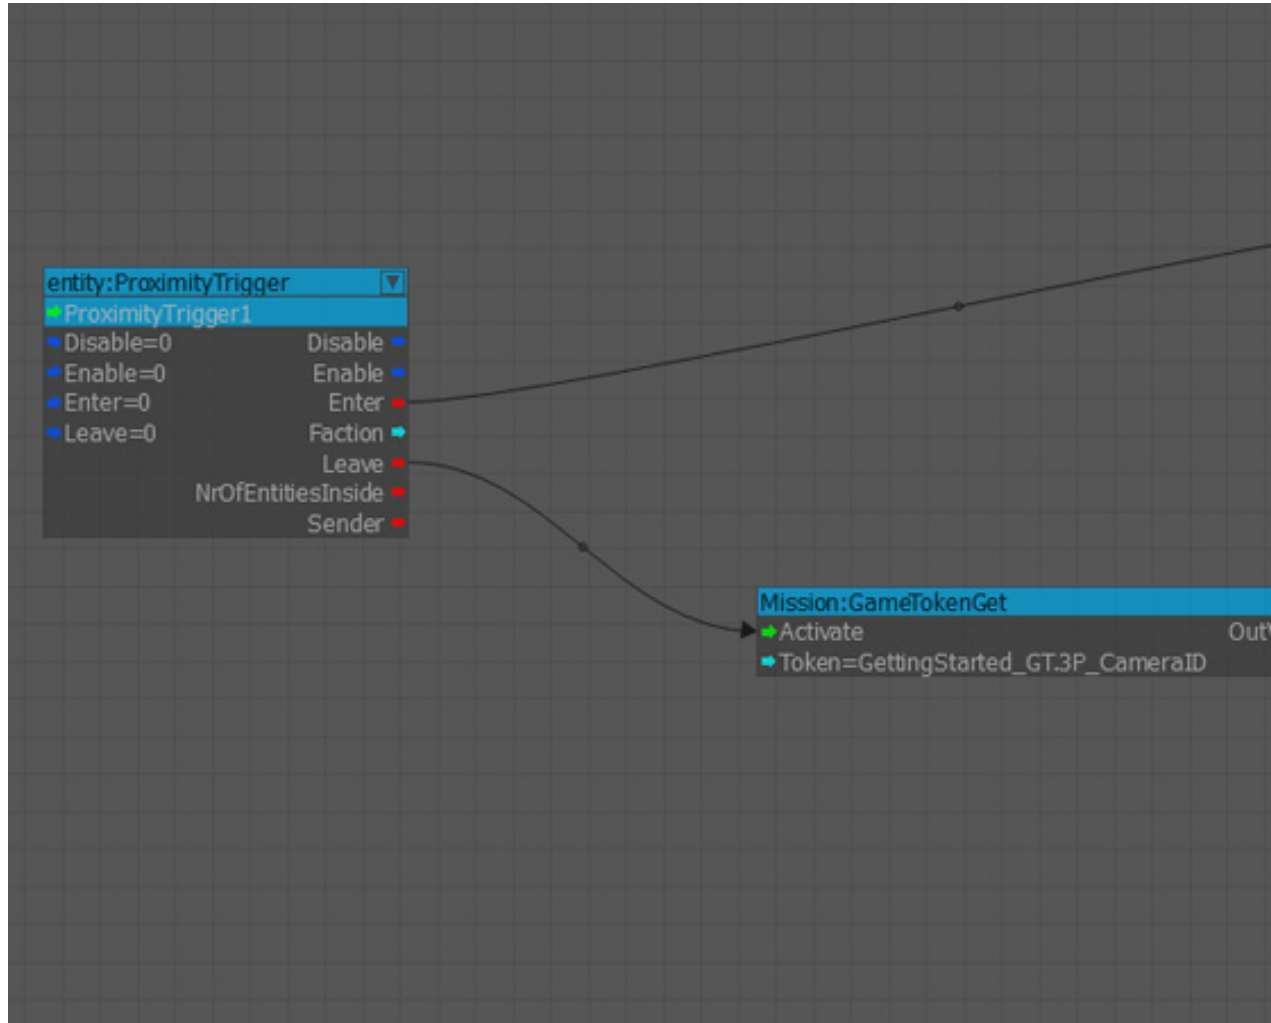 entity:ProximityTrigger
ProximityTrigger1
Disable=0 Disable
Enable=0 Enable
Enter=0 Enter
Leave=0 Faction
Leave
NrOfEntitiesInside
Sender
Mission:GameTokenGet
Activate
Token=GettingStarted_GT.3P_CameraID